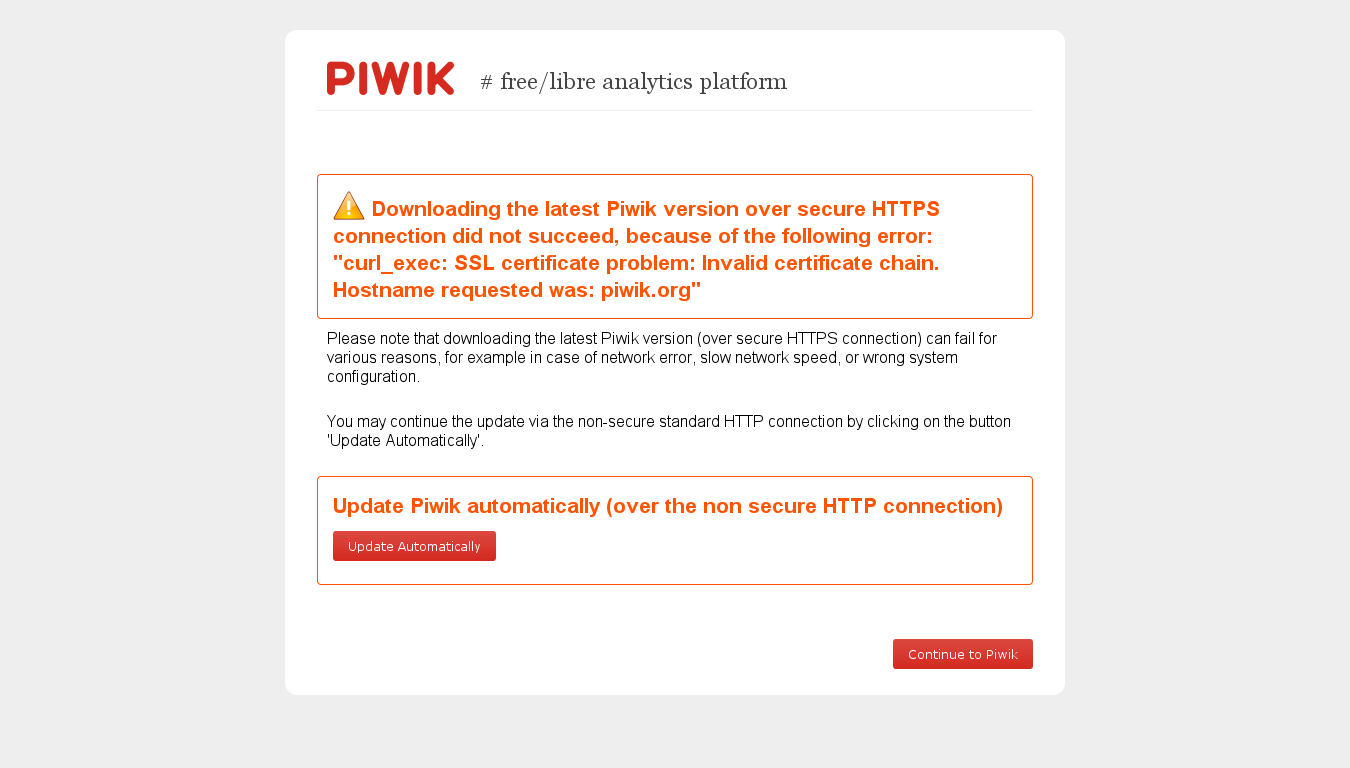 PIWIK # free/libre analytics platform
Downloading the latest Piwik version over secure HTTPS
connection did not succeed, because of the following error:
"curl_exec: SSL certificate problem: Invalid certificate chain.
Hostname requested was: piwik.org"
Please note that downloading the latest Piwik version (over secure HTTPS connection) can fail for
various reasons, for example in case of network error, slow network speed, or wrong system
configuration.
You may continue the update via the non-secure standard HTTP connection by clicking on the button
'Update Automatically'.
Update Piwik automatically (over the non secure HTTP connection)
Update Automatically
Continue to Piwik